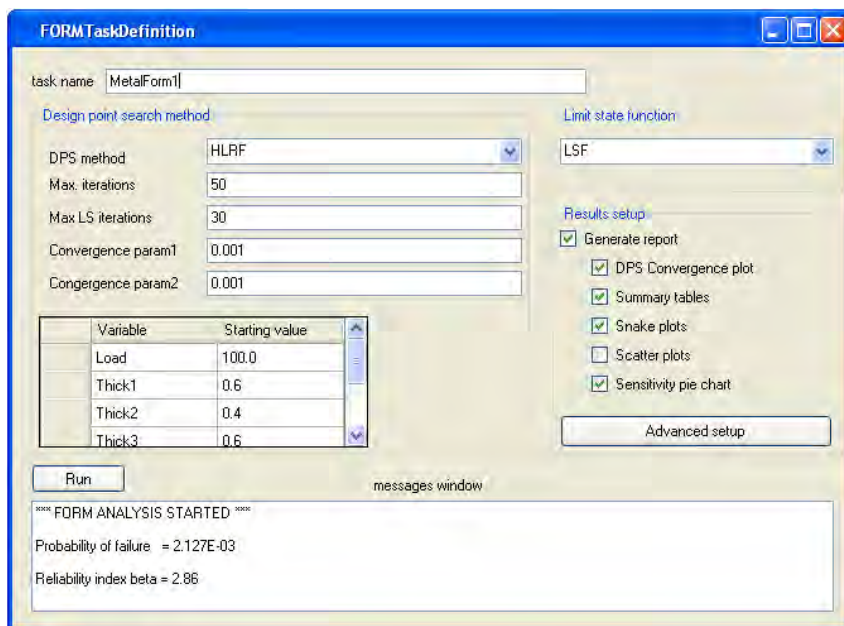 FORMTaskDefinition
task name MetalForm1
Design point search method
Limit state function
DPS method HLRF
LSF
Max. iterations 50
Max LS iterations 30
Convergence param1 0.001
Congergence param2 0.001
Results setup
Generate report
DPS Convergence plot
Summary tables
Snake plots
Scatter plots
Sensitivity pie chart
Advanced setup
Variable Starting value
Load 100.0
Thick1 0.6
Thick2 0.4
Thick3 0.6
Run
messages window
*** FORM ANALYSIS STARTED ***
Probability of failure = 2.127E-03
Reliability index beta = 2.86